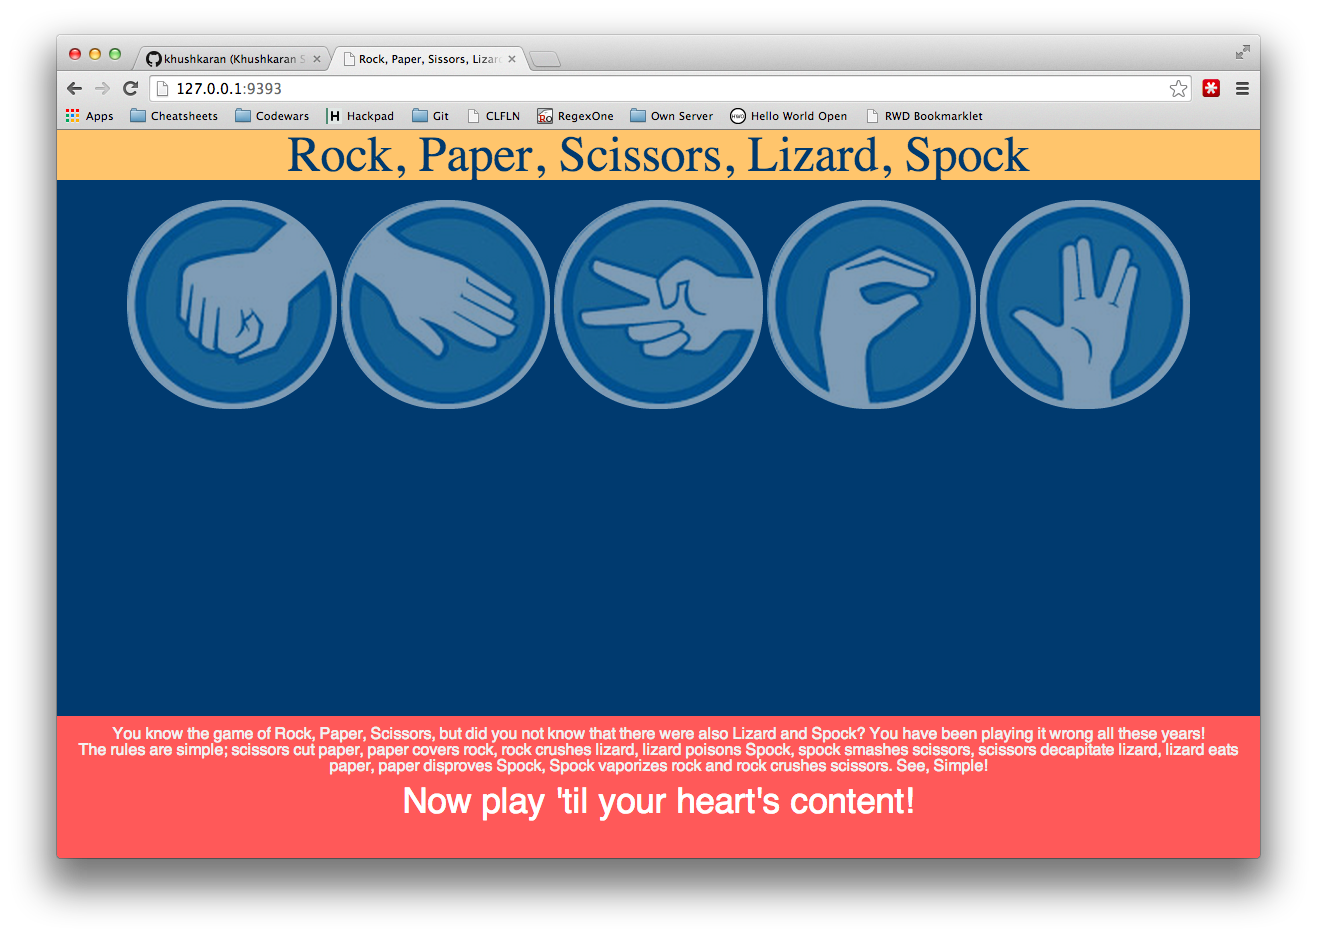 khushkaran (Khushkaran S
Rock, Paper, Sissors, Lizard
127.0.0.1:9393
Apps Cheatsheets Codewars H Hackpad Git CLFLN Ro RegexOne Own Server HWO Hello World Open RWD Bookmarklet
Rock, Paper, Scissors, Lizard, Spock
You know the game of Rock, Paper, Scissors, but did you not know that there were also Lizard and Spock? You have been playing it wrong all these years!
The rules are simple; scissors cut paper, paper covers rock, rock crushes lizard, lizard poisons Spock, spock smashes scissors, scissors decapitate lizard, lizard eats
paper, paper disproves Spock, Spock vaporizes rock and rock crushes scissors. See, Simple!
Now play 'til your heart's content!